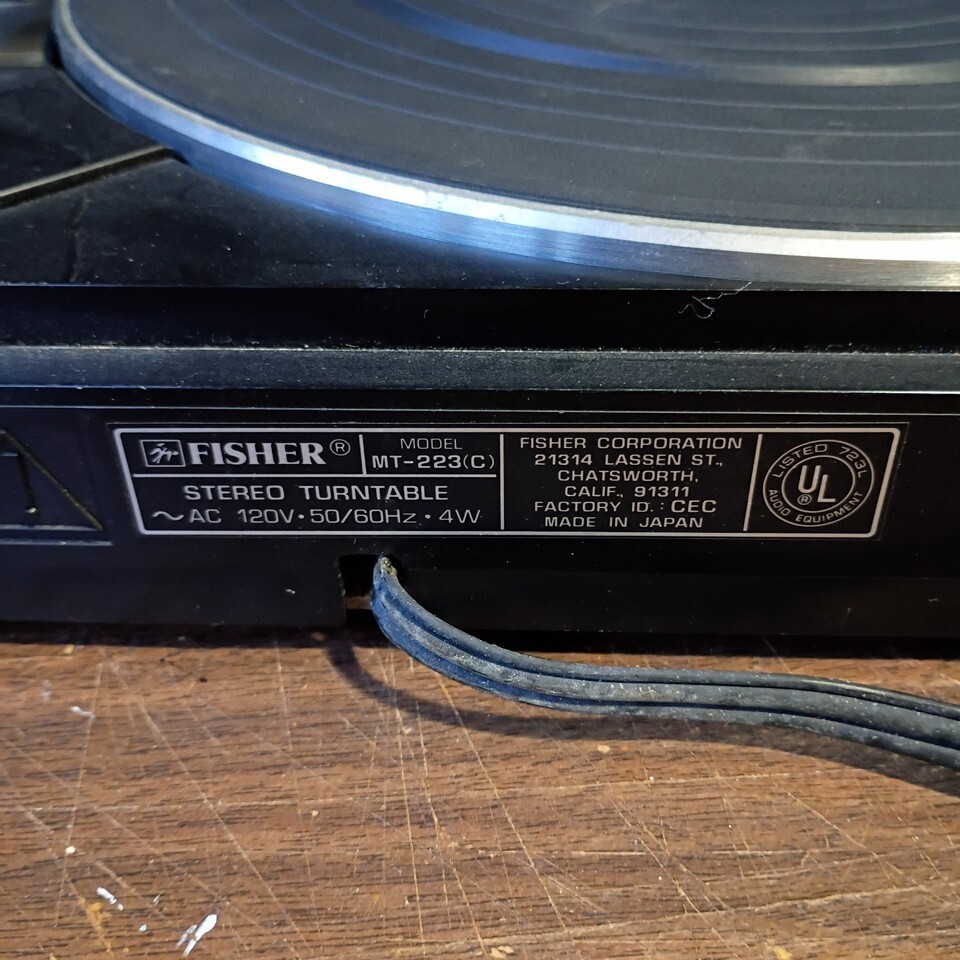 FISHER®
MODEL
MT-223(C)
STEREO TURNTABLE
~AC 120V·50/60Hz·4W
FISHER CORPORATION
21314 LASSEN ST.,
CHATSWORTH,
CALIF., 91311
FACTORY ID.: CEC
MADE IN JAPAN
LISTED 723L
UL®
AUDIO EQUIPMENT